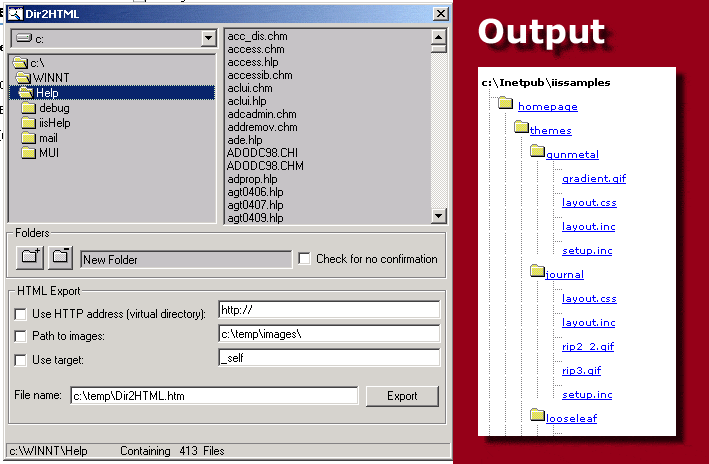 Dir2HTML
c:
c:\
WINNT
Help
debug
iisHelp
mail
MUI
acc_dis.chm
access.chm
access.hlp
accessib.chm
aclui.chm
aclui.hlp
adcadmin.chm
addremov.chm
ade.hlp
ADODC98.CHI
ADODC98.CHM
adprop.hlp
agt0406.hlp
agt0407.hlp
agt0409.hlp
Folders
New Folder
Check for no confirmation
HTML Export
Use HTTP address (virtual directory):
http://
Path to images:
c:\temp\images\
Use target:
_self
File name:
c:\temp\Dir2HTML.htm
Export
c:\WINNT\Help
Containing 413 Files
Output
c:\Inetpub\iissamples
homepage
themes
gunmetal
gradient.gif
layout.css
layout.inc
setup.inc
journal
layout.css
layout.inc
rip2_2.gif
rip3.gif
setup.inc
looseleaf